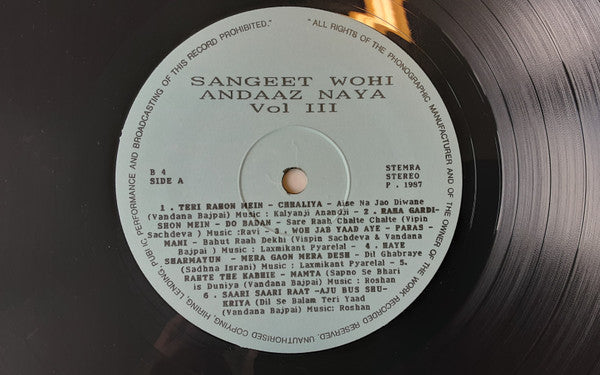 SANGEET WOHI
ANDAAZ NAYA
Vol III
B 4
SIDE A
STEMRA
STEREO
P. 1987
1. TERI RAHON MEIN - CHHALIYA - Aise Na Jao Diwane
(Vandana Bajpai) Music : Kalyanji Anandji - 2. RAHA GARDI-
SHON MEIN - DO BADAN - Sare Raah Chalte Chalte (Vipin
Sachdeva) Music :Ravi - 3. WOH JAB YAAD AYE - PARAS-
MANI - Bahut Raah Dekhi (Vispin Sachdeva & Vandana
Bajpai ) Music : Laxmikant Pyarelal - 4. HAYE
SHARMAYUN - MERA GAON MERA DESH - Dil Ghabraye
(Sadhna Israni) Music : Laxmikant Pyarelal - 5.
RAHTE THE KABHIE - MAMTA (Sapno Se Bhari
is Duniya (Vandana Bajpai) Music : Roshan
6. SAARI SAARI RAAT -AJU BUS SHU-
KRIYA (Dil Se Balam Teri Yaad
(Vandana Bajpai) Music: Roshan
"ALL RIGHTS OF THE PHONOGRAPHIC MANUFACTURER AND OF THE OWNER OF THE WORK RECORDED RESERVED. UNAUTHORISED COPYING, HIRING, LENDING, PUBLIC PERFORMANCE AND BROADCASTING OF THIS RECORD PROHIBITED."